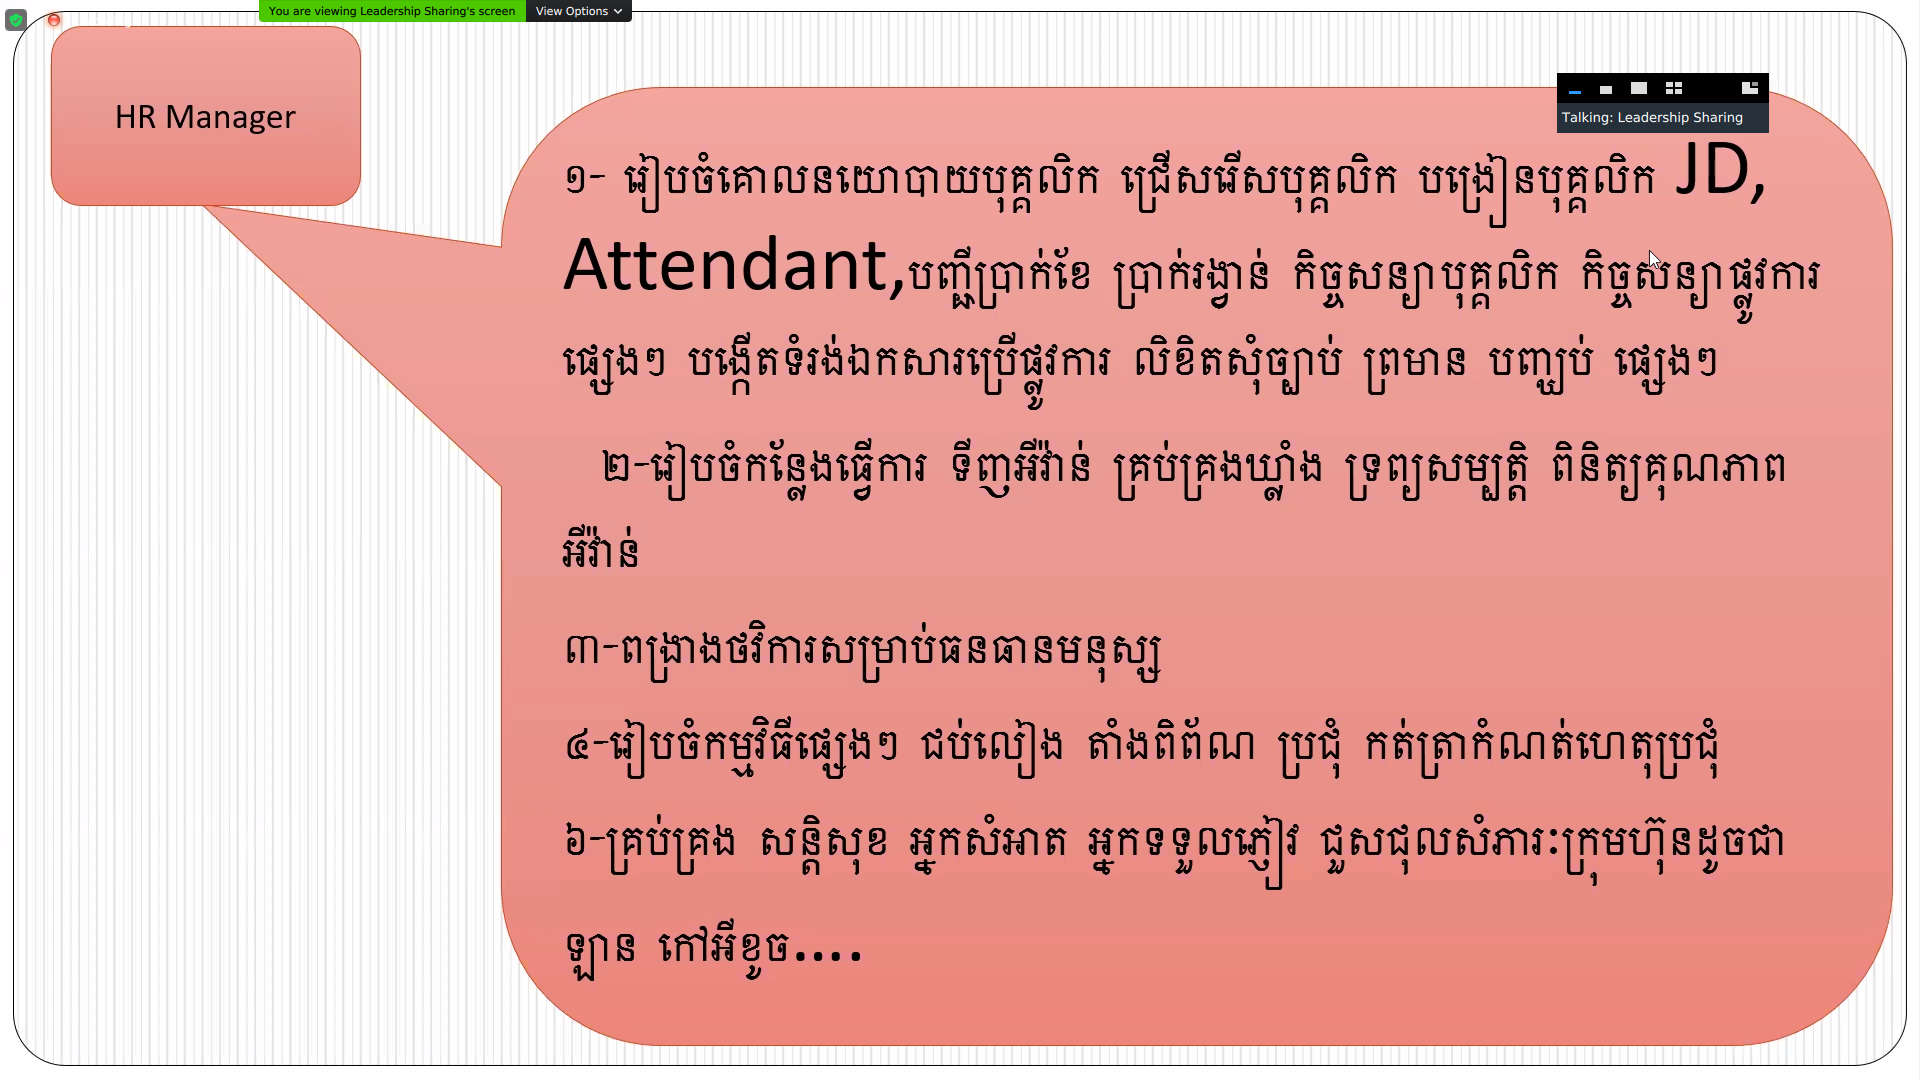 You are viewing Leadership Sharing's screen View Options
HR Manager
Talking: Leadership Sharing
១- រៀបចំគោលនយោបាយបុគ្គលិក ជ្រើសរើសបុគ្គលិក បង្រៀនបុគ្គលិក JD,
Attendant,បញ្ជីប្រាក់ខែ ប្រាក់រង្វាន់ កិច្ចសន្យាបុគ្គលិក កិច្ចសន្យាផ្លូវការ
ផ្សេងៗ បង្កើតទំរង់ឯកសារប្រើផ្លូវការ លិខិតសុំច្បាប់ ព្រមាន បញ្ឈប់ ផ្សេងៗ
២-រៀបចំកន្លែងធ្វើការ ទីញអីវ៉ាន់ គ្រប់គ្រងឃ្លាំង ទ្រព្យសម្បត្តិ ពិនិត្យគុណភាព
អីវ៉ាន់
៣-ពង្រាងថវិការសម្រាប់ធនធានមនុស្ស
៤-រៀបចំកម្មវិធីផ្សេងៗ ជប់លៀង តាំងពិព័ណ ប្រជុំ កត់ត្រាកំណត់ហេតុប្រជុំ
៦-គ្រប់គ្រង សន្តិសុខ អ្នកសំអាត អ្នកទទួលភ្ញៀវ ជួសជុលសំភារៈក្រុមហ៊ុនដូចជា
ឡាន កៅអីខូច....